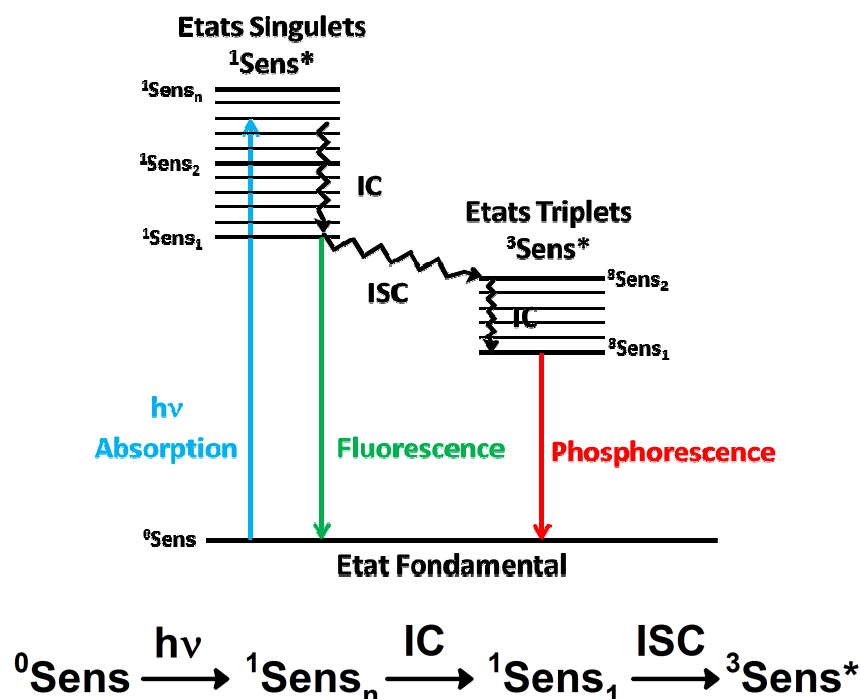 Etats Singulets
¹Sens*
¹Sensₙ
¹Sens₂
IC
¹Sens₁
Etats Triplets
³Sens*
ISC
³Sens₂
IC
³Sens₁
hν
Absorption
Fluorescence
Phosphorescence
⁰Sens
Etat Fondamental
hν IC ISC
⁰Sens → ¹Sensₙ → ¹Sens₁ → ³Sens*